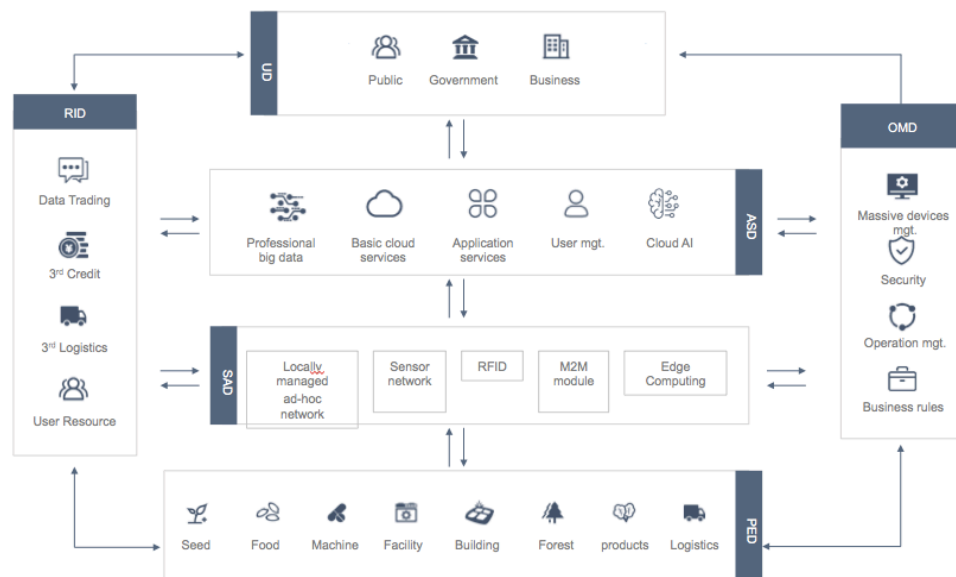 UD
Public
Government
Business
RID
Data Trading
3rd Credit
3rd Logistics
User Resource
ASD
Professional
big data
Basic cloud
services
Application
services
User mgt.
Cloud AI
OMD
Massive devices
mgt.
Security
Operation mgt.
Business rules
SAD
Locally
managed
ad-hoc
network
Sensor
network
RFID
M2M
module
Edge
Computing
PED
Seed
Food
Machine
Facility
Building
Forest
products
Logistics